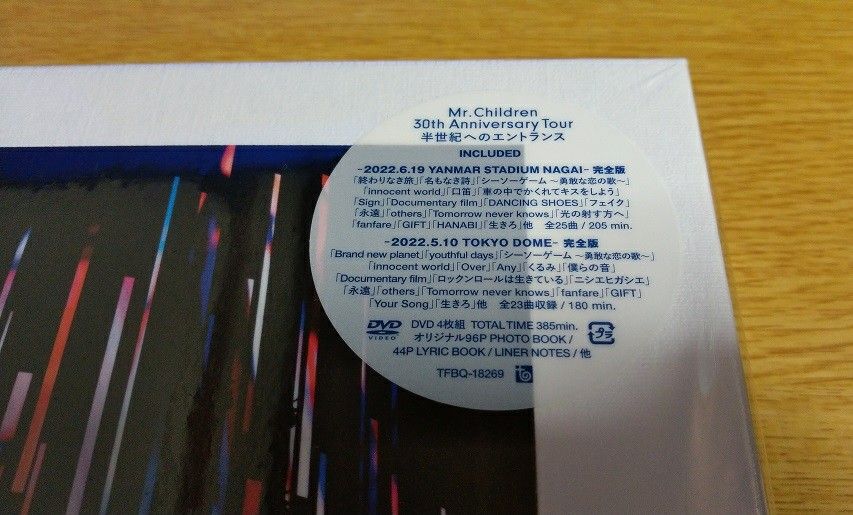 Mr.Children
30th Anniversary Tour
半世紀へのエントランス
INCLUDED
-2022.6.19 YANMAR STADIUM NAGAI- 完全版
「終わりなき旅」「名もなき詩」「シーソーゲーム ～勇敢な恋の歌～」
「innocent world」「口笛」「車の中でかくれてキスをしよう」
「Sign」「Documentary film」「DANCING SHOES」「フェイク」
「永遠」「others」「Tomorrow never knows」「光の射す方へ」
「fanfare」「GIFT」「HANABI」「生きろ」他 全25曲 / 205 min.
-2022.5.10 TOKYO DOME- 完全版
「Brand new planet」「youthful days」「シーソーゲーム ～勇敢な恋の歌～」
「innocent world」「Over」「Any」「くるみ」「僕らの音」
「Documentary film」「ロックンロールは生きている」「ニシエヒガシエ」
「永遠」「others」「Tomorrow never knows」「fanfare」「GIFT」
「Your Song」「生きろ」他 全23曲収録 / 180 min.
DVD VIDEO DVD 4枚組 TOTAL TIME 385min.
オリジナル96P PHOTO BOOK /
44P LYRIC BOOK / LINER NOTES / 他
TFBQ-18269